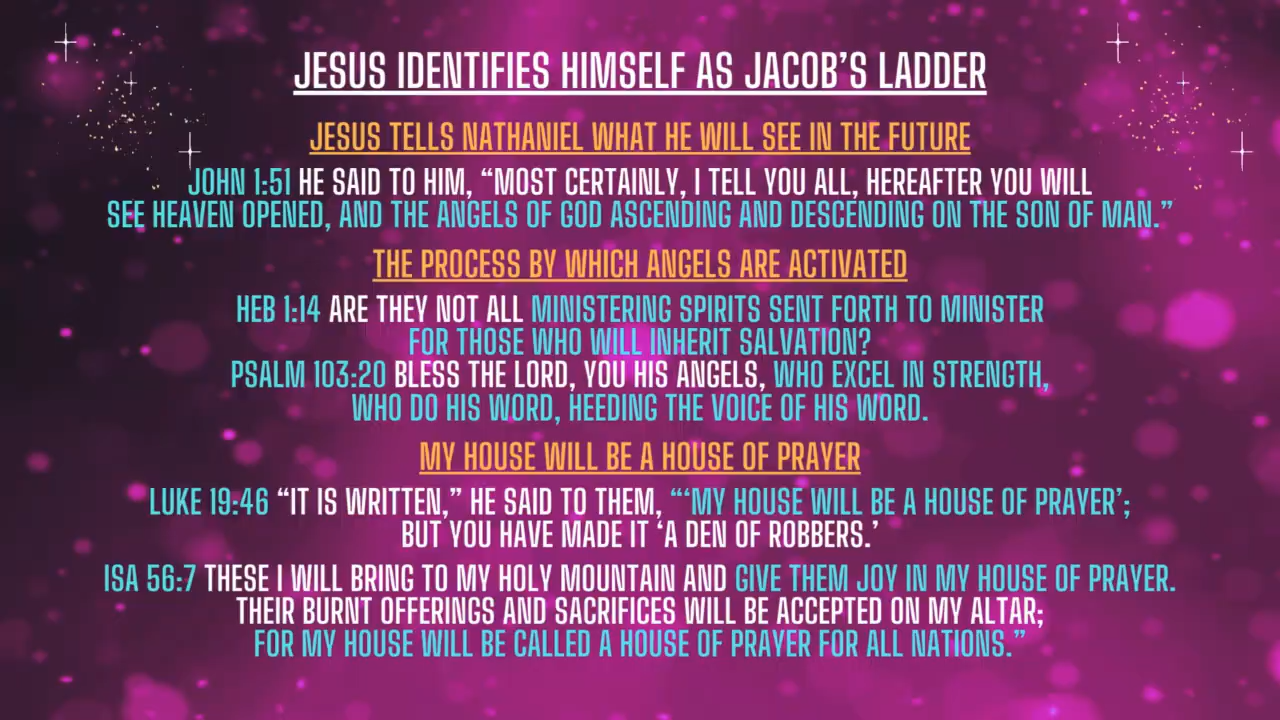 JESUS IDENTIFIES HIMSELF AS JACOB'S LADDER
JESUS TELLS NATHANIEL WHAT HE WILL SEE IN THE FUTURE
JOHN 1:51 HE SAID TO HIM, “MOST CERTAINLY, I TELL YOU ALL, HEREAFTER YOU WILL
SEE HEAVEN OPENED, AND THE ANGELS OF GOD ASCENDING AND DESCENDING ON THE SON OF MAN.”
THE PROCESS BY WHICH ANGELS ARE ACTIVATED
HEB 1:14 ARE THEY NOT ALL MINISTERING SPIRITS SENT FORTH TO MINISTER
FOR THOSE WHO WILL INHERIT SALVATION?
PSALM 103:20 BLESS THE LORD, YOU HIS ANGELS, WHO EXCEL IN STRENGTH,
WHO DO HIS WORD, HEEDING THE VOICE OF HIS WORD.
MY HOUSE WILL BE A HOUSE OF PRAYER
LUKE 19:46 “IT IS WRITTEN,” HE SAID TO THEM, “‘MY HOUSE WILL BE A HOUSE OF PRAYER’;
BUT YOU HAVE MADE IT ‘A DEN OF ROBBERS.’
ISA 56:7 THESE I WILL BRING TO MY HOLY MOUNTAIN AND GIVE THEM JOY IN MY HOUSE OF PRAYER.
THEIR BURNT OFFERINGS AND SACRIFICES WILL BE ACCEPTED ON MY ALTAR;
FOR MY HOUSE WILL BE CALLED A HOUSE OF PRAYER FOR ALL NATIONS.”